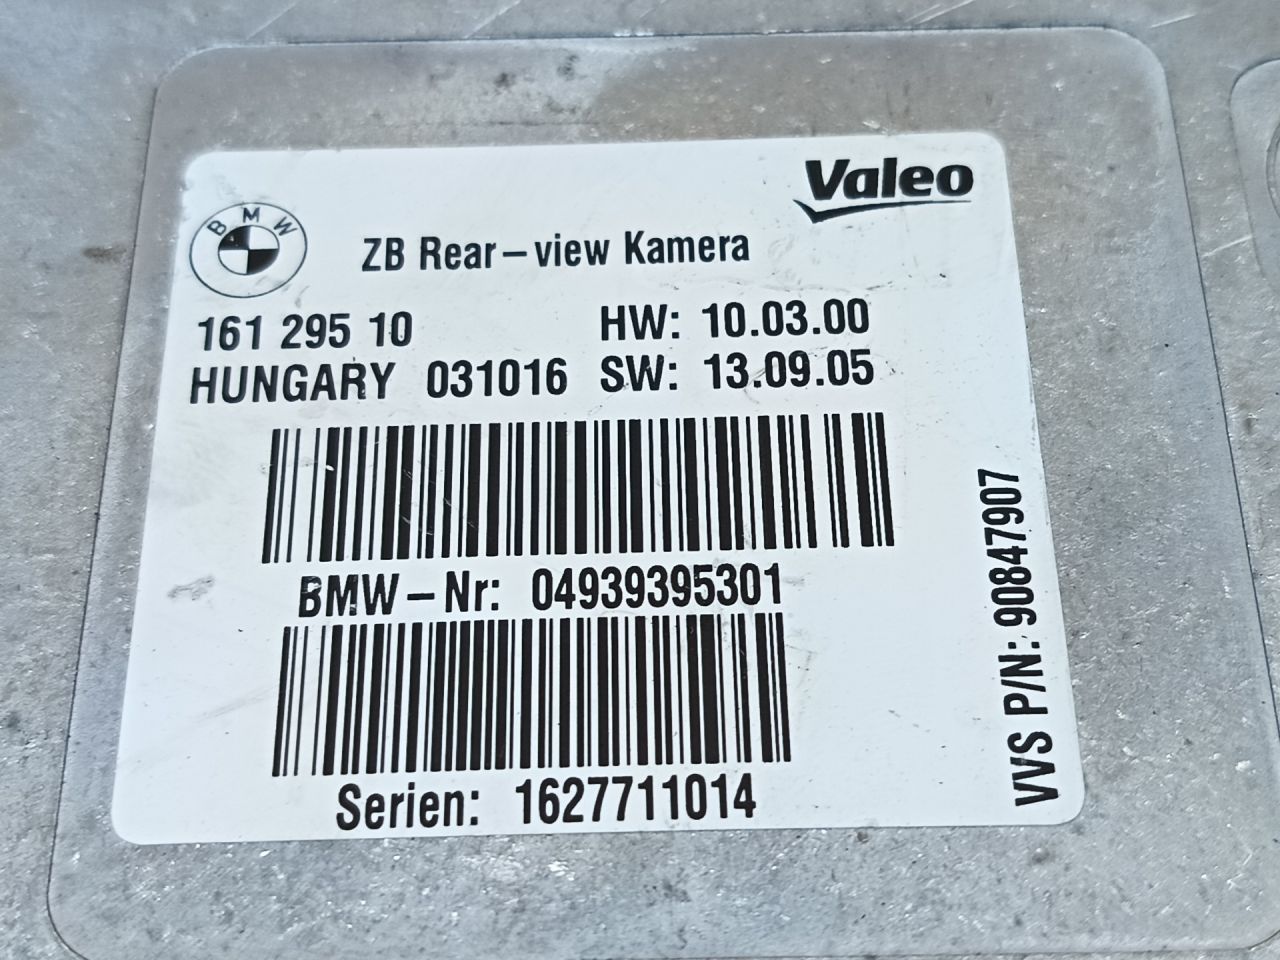 Valeo
BMW
ZB Rear-view Kamera
161 295 10 HW: 10.03.00
HUNGARY 031016 SW: 13.09.05
BMW-Nr: 04939395301
Serien: 1627711014
VVS P/N: 90847907